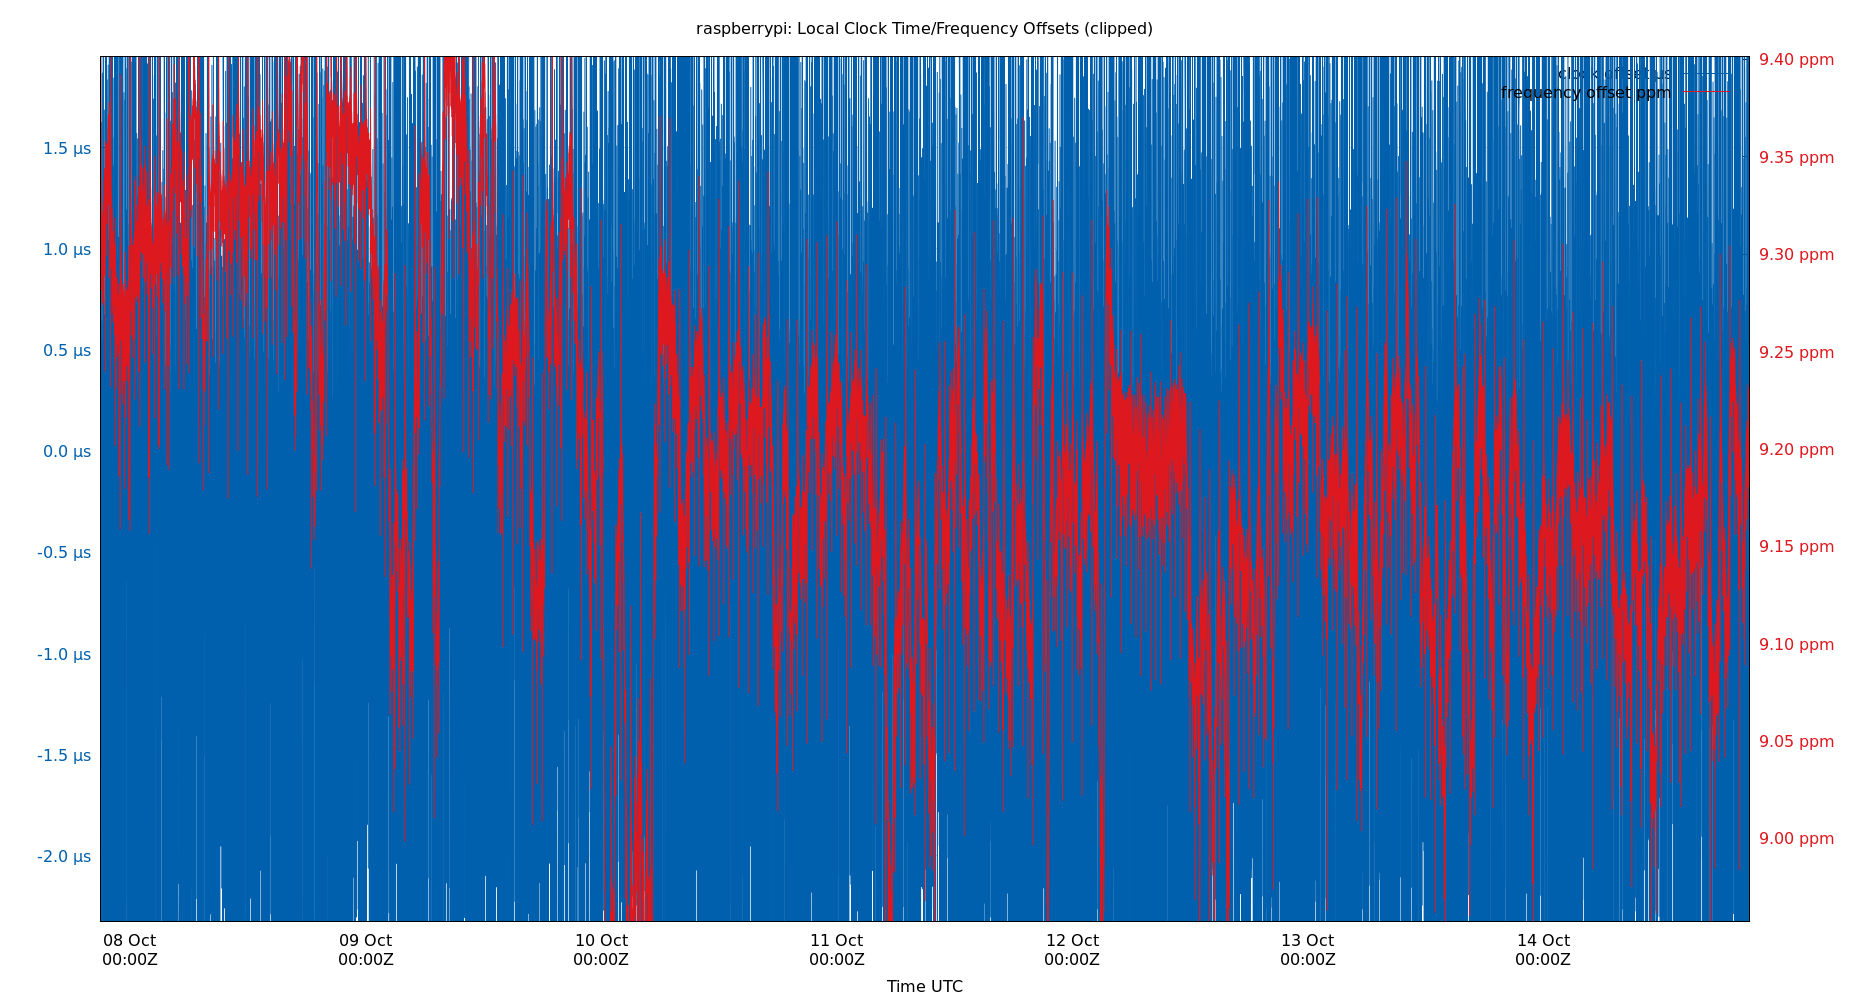 raspberrypi: Local Clock Time/Frequency Offsets (clipped)
clock offset us
frequency offset ppm
1.5 µs
1.0 µs
0.5 µs
0.0 µs
-0.5 µs
-1.0 µs
-1.5 µs
-2.0 µs
9.40 ppm
9.35 ppm
9.30 ppm
9.25 ppm
9.20 ppm
9.15 ppm
9.10 ppm
9.05 ppm
9.00 ppm
08 Oct 09 Oct 10 Oct 11 Oct 12 Oct 13 Oct 14 Oct
00:00Z 00:00Z 00:00Z 00:00Z 00:00Z 00:00Z 00:00Z
Time UTC